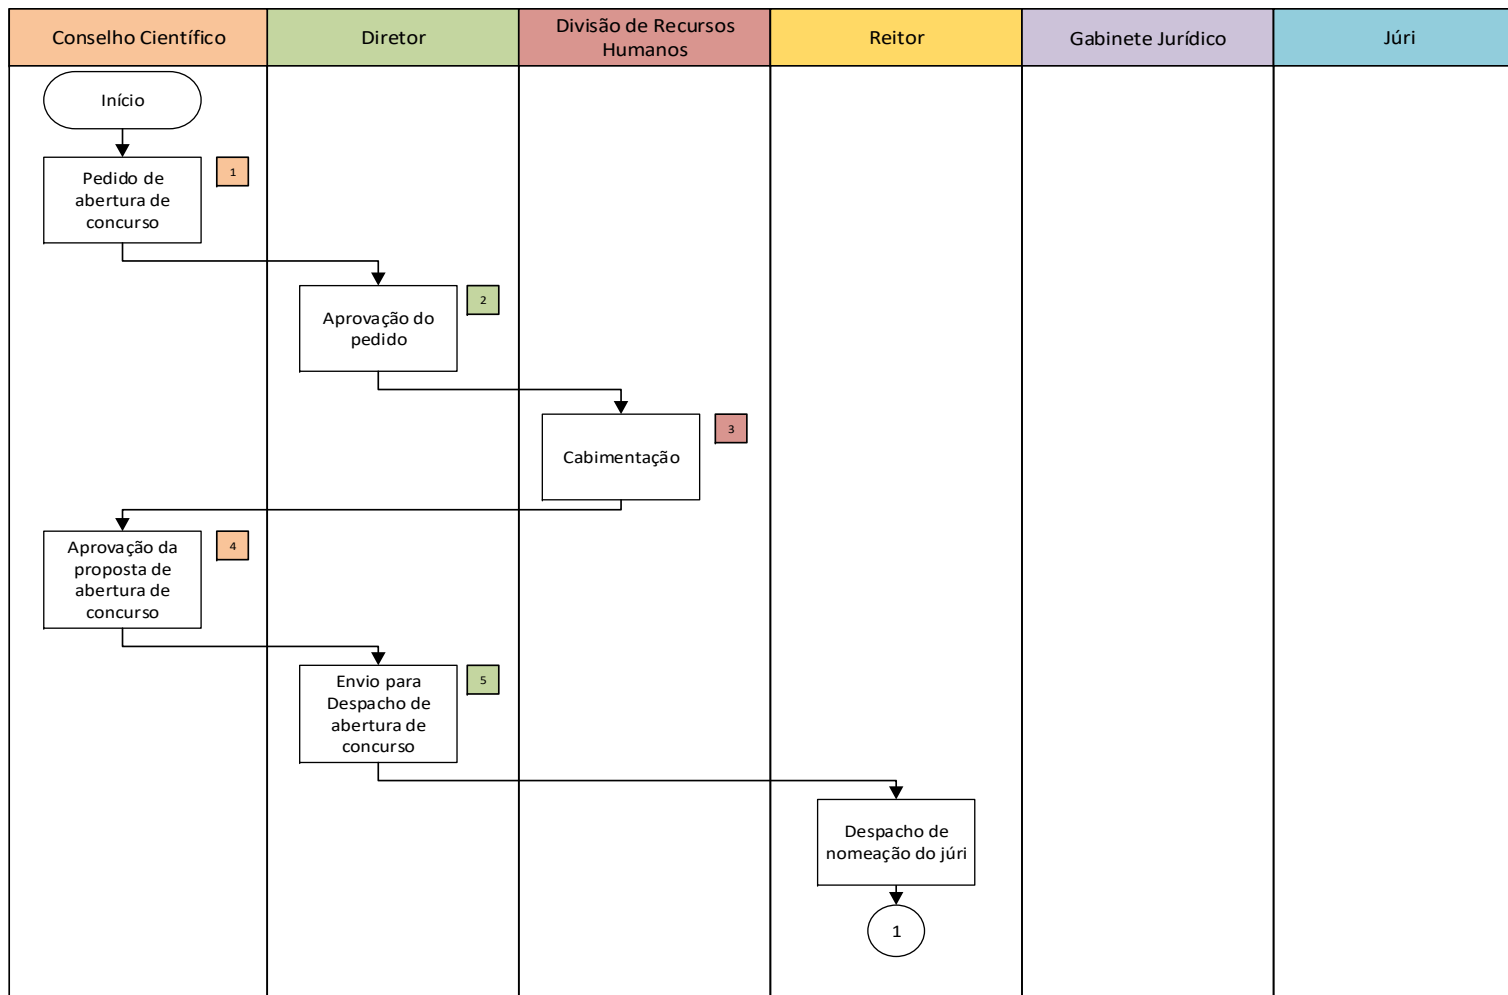 Conselho Científico
Diretor
Divisão de Recursos
Humanos
Reitor
Gabinete Jurídico
Júri
Início
Pedido de
abertura de
concurso
1
Aprovação do
pedido
2
Cabimentação
3
Aprovação da
proposta de
abertura de
concurso
4
Envio para
Despacho de
abertura de
concurso
5
Despacho de
nomeação do júri
1